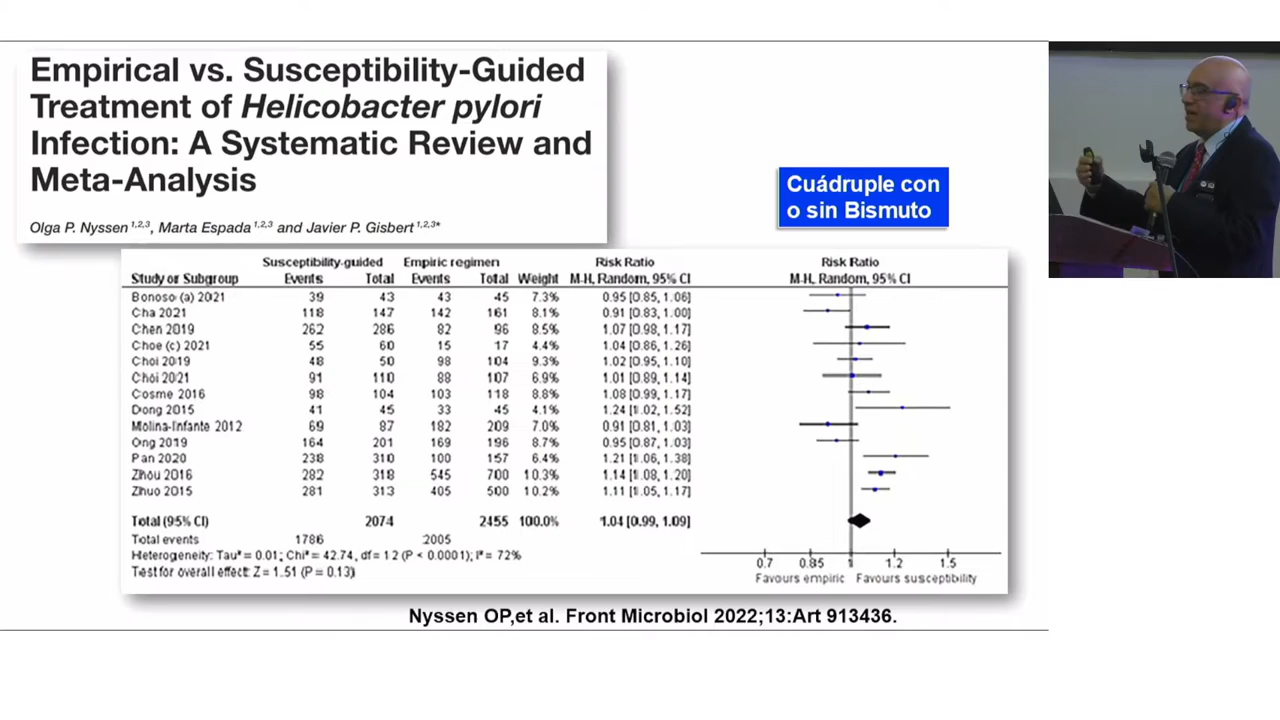 Empirical vs. Susceptibility-Guided
Treatment of Helicobacter pylori
Infection: A Systematic Review and
Meta-Analysis
Olga P. Nyssen 1,2,3, Marta Espada 1,2,3 and Javier P. Gisbert 1,2,3*
Cuádruple con
o sin Bismuto
Susceptibility-guided Empiric regimen Risk Ratio Risk Ratio
Study or Subgroup Events Total Events Total Weight M-H, Random, 95% CI M-H, Random, 95% CI
Bonoso (a) 2021 39 43 43 45 7.3% 0.95 [0.85, 1.06]
Cha 2021 118 147 142 161 8.1% 0.91 [0.83, 1.00]
Chen 2019 262 286 82 96 8.5% 1.07 [0.98, 1.17]
Choe (c) 2021 55 60 15 17 4.4% 1.04 [0.86, 1.26]
Choi 2019 48 50 98 104 9.3% 1.02 [0.95, 1.10]
Choi 2021 91 110 88 107 6.9% 1.01 [0.89, 1.14]
Cosme 2016 98 104 103 118 8.8% 1.08 [0.99, 1.17]
Dong 2015 41 45 33 45 4.1% 1.24 [1.02, 1.52]
Molina-Infante 2012 69 87 182 209 7.0% 0.91 [0.81, 1.03]
Ong 2019 164 201 169 196 8.7% 0.95 [0.87, 1.03]
Pan 2020 238 310 100 157 6.4% 1.21 [1.06, 1.38]
Zhou 2016 282 318 545 700 10.3% 1.14 [1.08, 1.20]
Zhuo 2015 281 313 405 500 10.2% 1.11 [1.05, 1.17]
Total (95% CI) 2074 2455 100.0% 1.04 [0.99, 1.09]
Total events 1786 2005
Heterogeneity: Tau² = 0.01; Chi² = 42.74, df = 12 (P < 0.0001); I² = 72%
Test for overall effect: Z = 1.51 (P = 0.13)
0.7 0.85 1 1.2 1.5
Favours empiric Favours susceptibility
Nyssen OP,et al. Front Microbiol 2022;13:Art 913436.